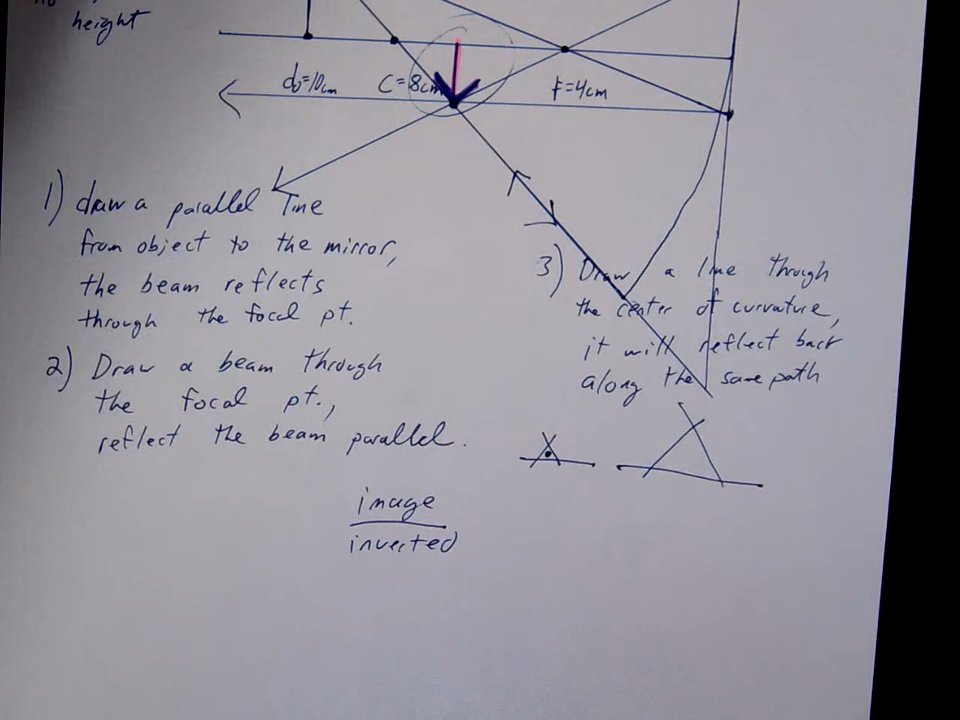 height
do=10cm C=8cm F=4cm
1) draw a parallel line
from object to the mirror,
the beam reflects
through the focal pt.
2) Draw a beam through
the focal pt.,
reflect the beam parallel.
3) Draw a line through
the center of curvature,
it will reflect back
along the same path
image
inverted